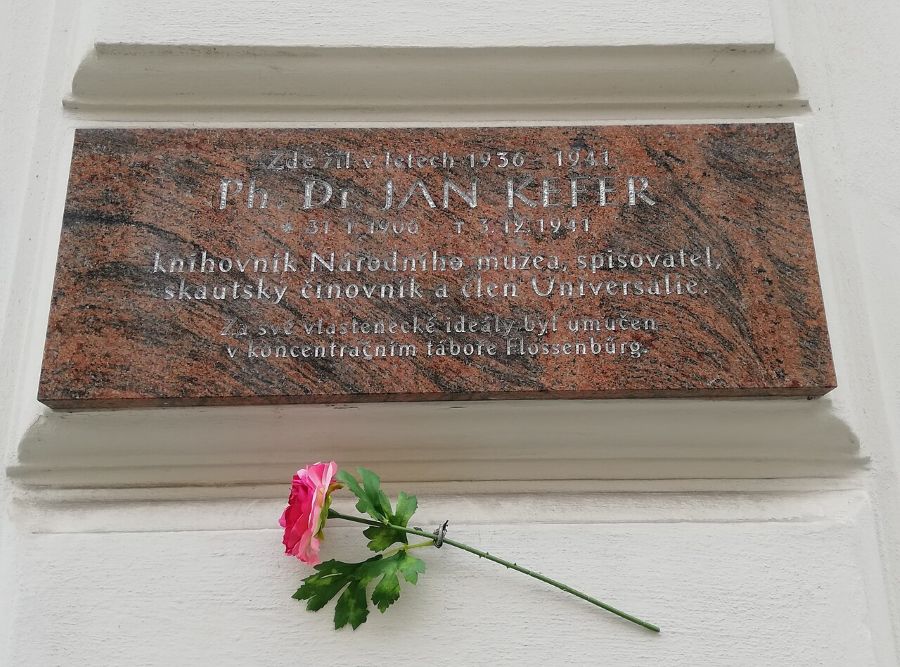 Zde žil v letech 1936 - 1941
Ph. Dr. JAN KEFER
* 31.1.1906 † 3.12.1941
knihovník Národního muzea, spisovatel,
skautský činovník a člen Universalie.
Za své vlastenecké ideály byl umučen
v koncentračním táboře Flossenbürg.